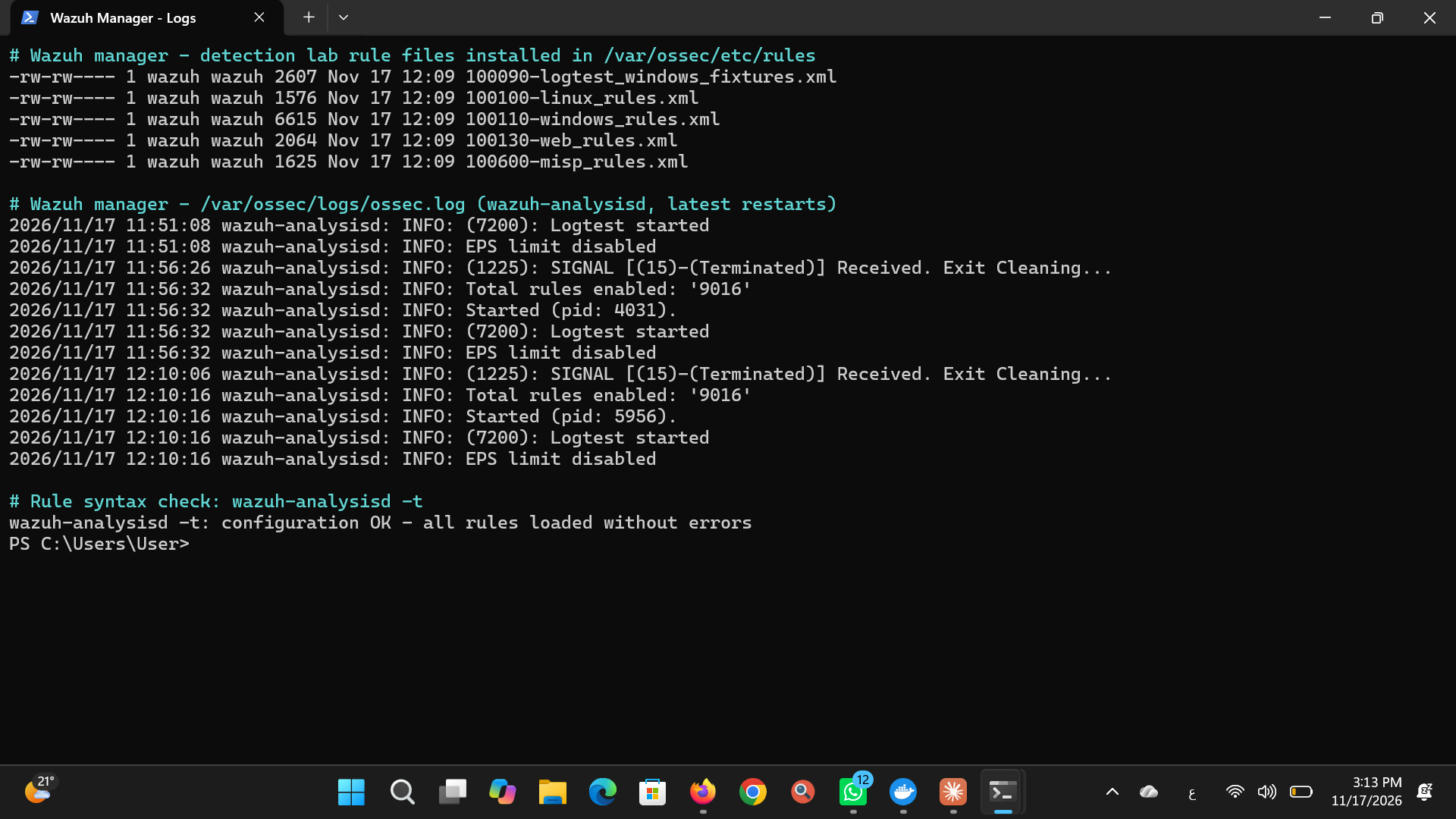 Wazuh Manager - Logs
# Wazuh manager - detection lab rule files installed in /var/ossec/etc/rules
-rw-rw---- 1 wazuh wazuh 2607 Nov 17 12:09 100090-logtest_windows_fixtures.xml
-rw-rw---- 1 wazuh wazuh 1576 Nov 17 12:09 100100-linux_rules.xml
-rw-rw---- 1 wazuh wazuh 6615 Nov 17 12:09 100110-windows_rules.xml
-rw-rw---- 1 wazuh wazuh 2064 Nov 17 12:09 100130-web_rules.xml
-rw-rw---- 1 wazuh wazuh 1625 Nov 17 12:09 100600-misp_rules.xml
# Wazuh manager - /var/ossec/logs/ossec.log (wazuh-analysisd, latest restarts)
2026/11/17 11:51:08 wazuh-analysisd: INFO: (7200): Logtest started
2026/11/17 11:51:08 wazuh-analysisd: INFO: EPS limit disabled
2026/11/17 11:56:26 wazuh-analysisd: INFO: (1225): SIGNAL [(15)-(Terminated)] Received. Exit Cleaning...
2026/11/17 11:56:32 wazuh-analysisd: INFO: Total rules enabled: '9016'
2026/11/17 11:56:32 wazuh-analysisd: INFO: Started (pid: 4031).
2026/11/17 11:56:32 wazuh-analysisd: INFO: (7200): Logtest started
2026/11/17 11:56:32 wazuh-analysisd: INFO: EPS limit disabled
2026/11/17 12:10:06 wazuh-analysisd: INFO: (1225): SIGNAL [(15)-(Terminated)] Received. Exit Cleaning...
2026/11/17 12:10:16 wazuh-analysisd: INFO: Total rules enabled: '9016'
2026/11/17 12:10:16 wazuh-analysisd: INFO: Started (pid: 5956).
2026/11/17 12:10:16 wazuh-analysisd: INFO: (7200): Logtest started
2026/11/17 12:10:16 wazuh-analysisd: INFO: EPS limit disabled
# Rule syntax check: wazuh-analysisd -t
wazuh-analysisd -t: configuration OK - all rules loaded without errors
PS C:\Users\User>
21°
12
ع
3:13 PM
11/17/2026